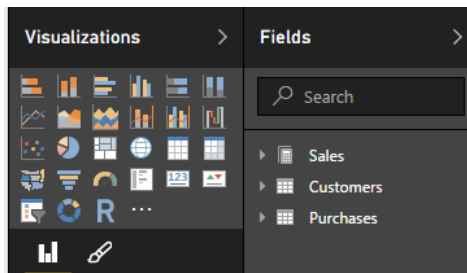 Visualizations
Fields
Search
123
R
...
Sales
Customers
Purchases